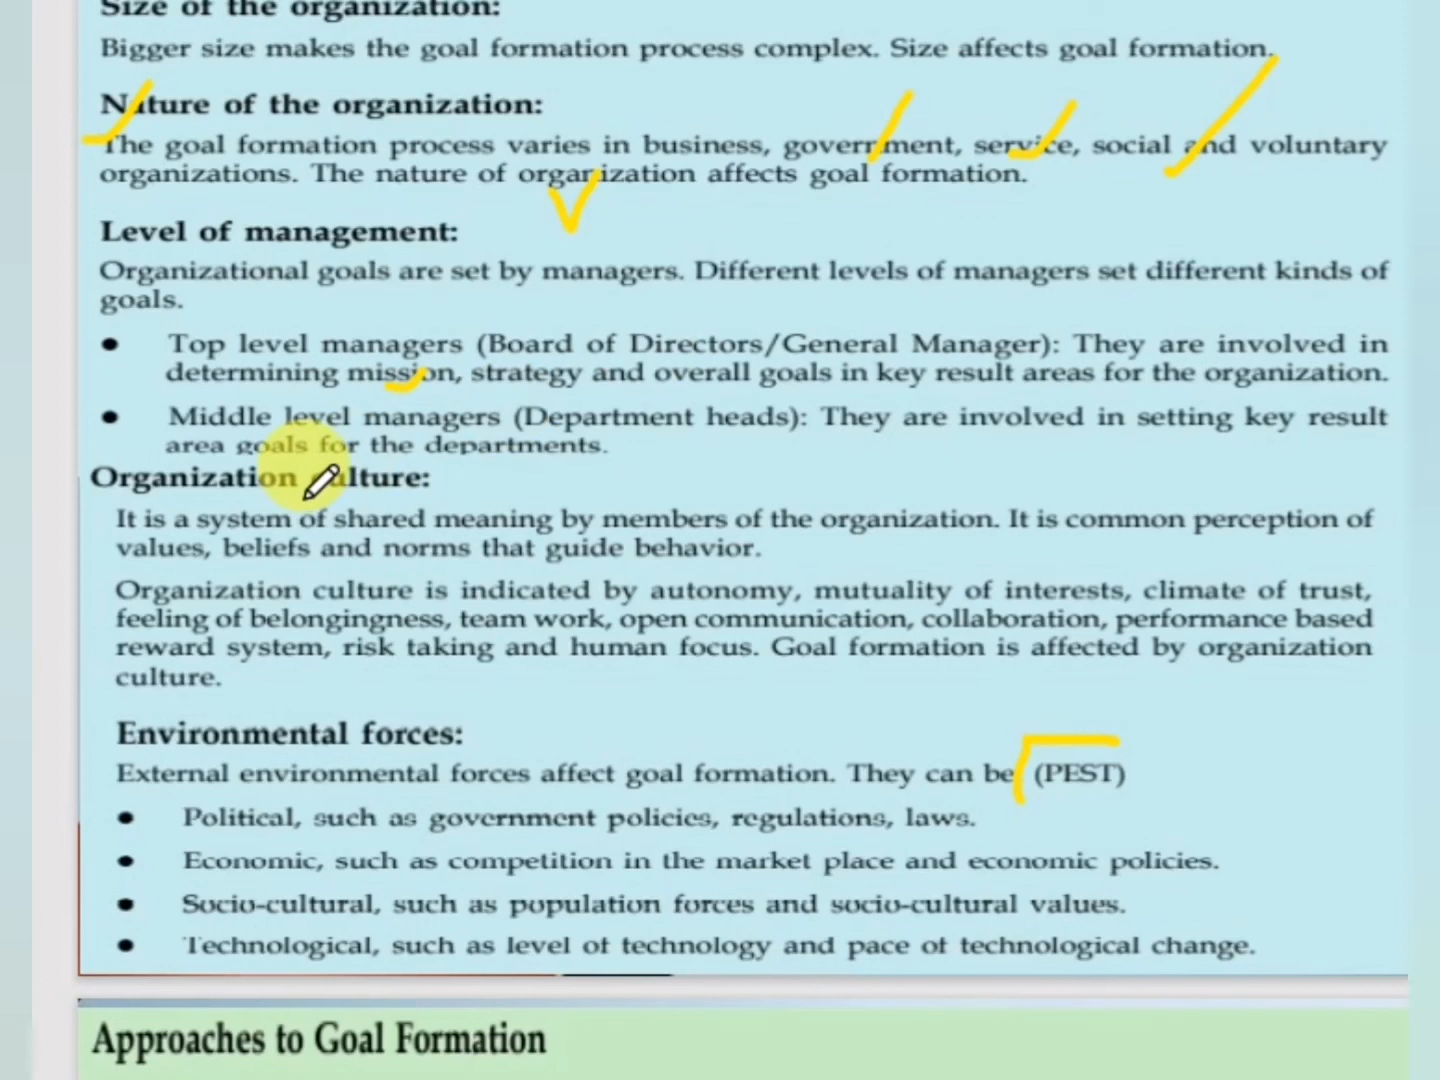 Size of the organization:
Bigger size makes the goal formation process complex. Size affects goal formation.
Nature of the organization:
The goal formation process varies in business, government, service, social and voluntary
organizations. The nature of organization affects goal formation.
Level of management:
Organizational goals are set by managers. Different levels of managers set different kinds of
goals.
● Top level managers (Board of Directors/General Manager): They are involved in
determining mission, strategy and overall goals in key result areas for the organization.
● Middle level managers (Department heads): They are involved in setting key result
area goals for the departments.
Organization culture:
It is a system of shared meaning by members of the organization. It is common perception of
values, beliefs and norms that guide behavior.
Organization culture is indicated by autonomy, mutuality of interests, climate of trust,
feeling of belongingness, team work, open communication, collaboration, performance based
reward system, risk taking and human focus. Goal formation is affected by organization
culture.
Environmental forces:
External environmental forces affect goal formation. They can be (PEST)
● Political, such as government policies, regulations, laws.
● Economic, such as competition in the market place and economic policies.
● Socio-cultural, such as population forces and socio-cultural values.
● Technological, such as level of technology and pace of technological change.
Approaches to Goal Formation